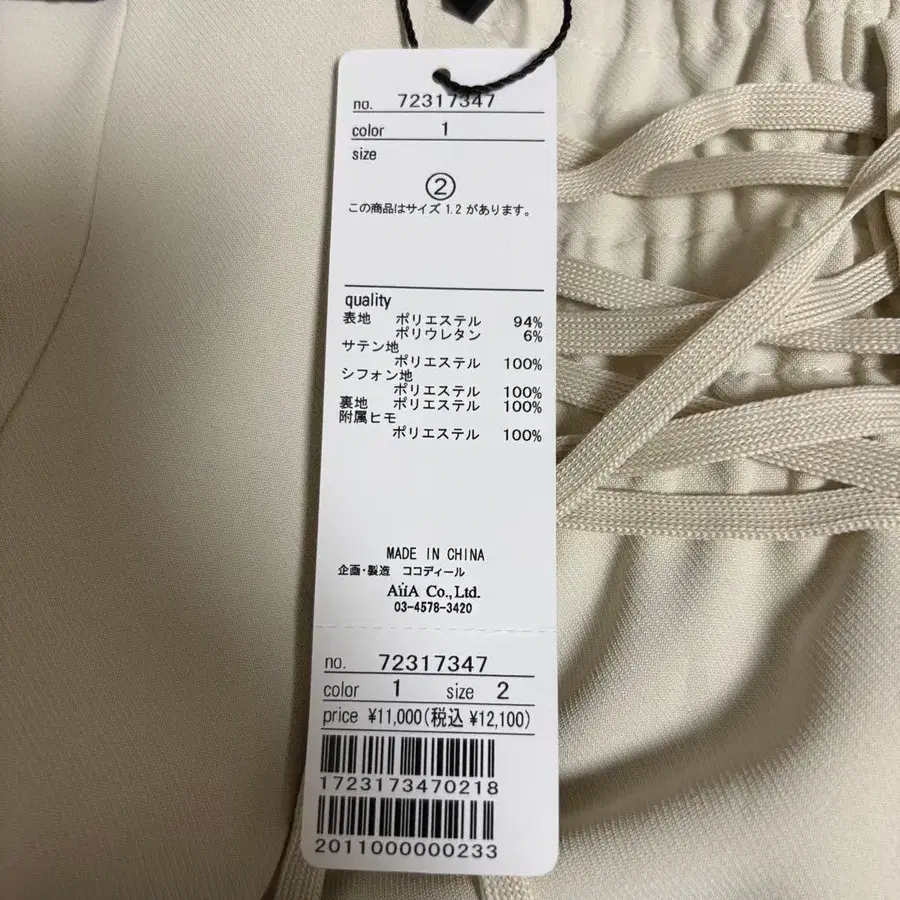 no. 72317347
color 1
size
②
この商品はサイズ 1.2 があります。
quality
表地 ポリエステル 94%
ポリウレタン 6%
サテン地
ポリエステル 100%
シフォン地
ポリエステル 100%
裏地 ポリエステル 100%
附属ヒモ
ポリエステル 100%
MADE IN CHINA
企画・製造 ココディール
AïiA Co.,Ltd.
03-4578-3420
no. 72317347
color 1 size 2
price ¥11,000(税込 ¥12,100)
1723173470218
2011000000233